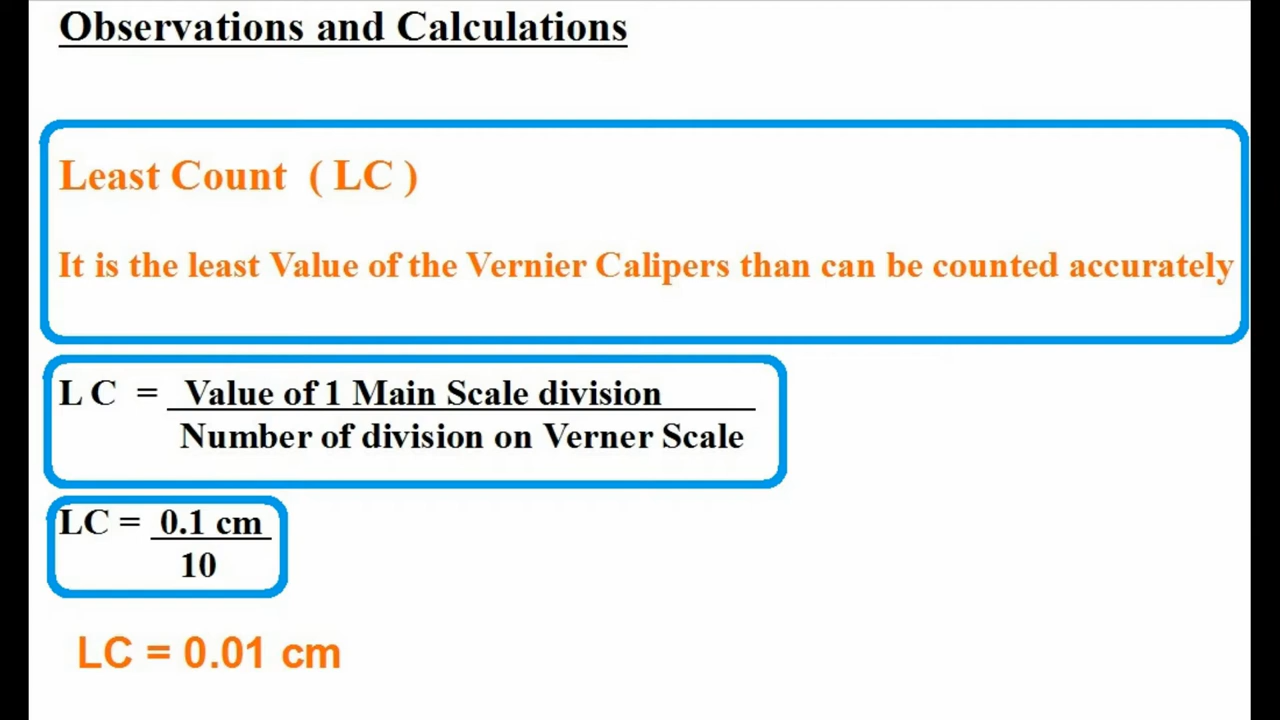 Observations and Calculations
Least Count ( LC )
It is the least Value of the Vernier Calipers than can be counted accurately
L C = Value of 1 Main Scale division
Number of division on Verner Scale
LC = 0.1 cm
10
LC = 0.01 cm